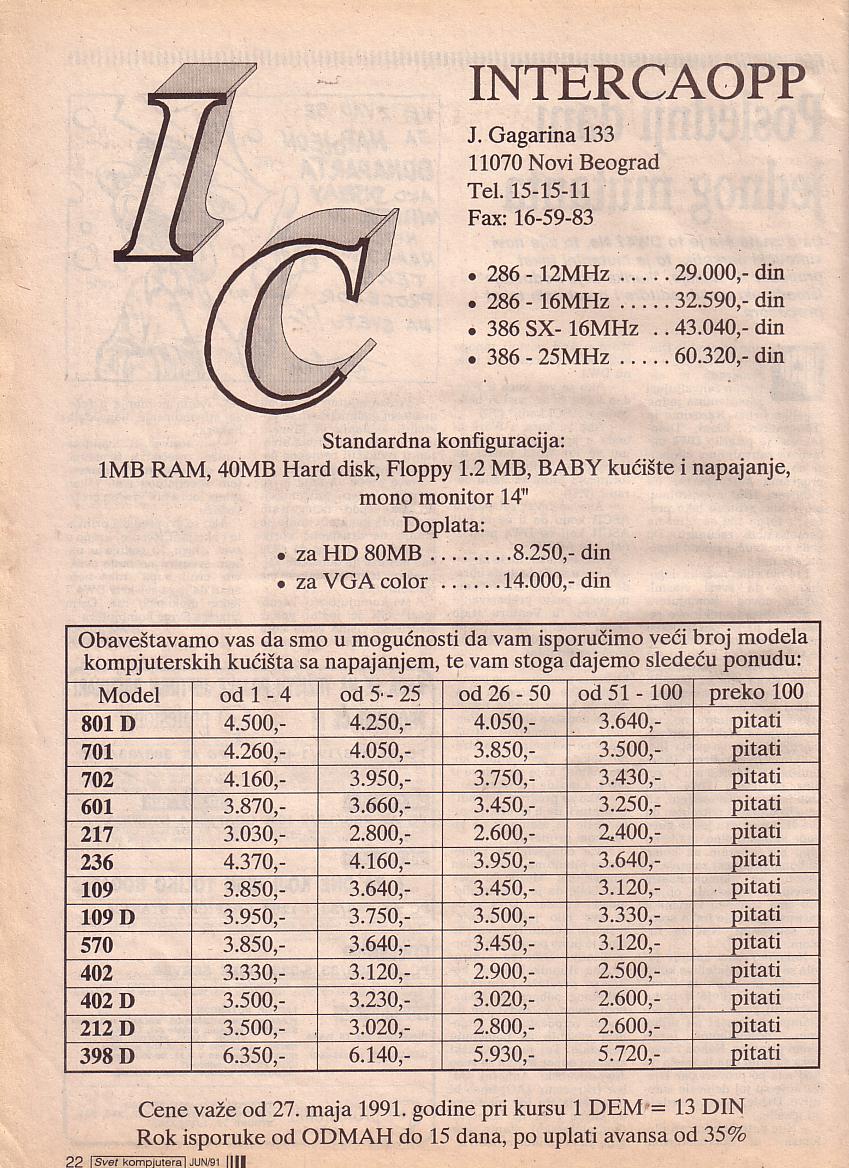 IC
INTERCAOPP
J. Gagarina 133
11070 Novi Beograd
Tel. 15-15-11
Fax: 16-59-83
• 286 - 12MHz . . . . . 29.000,- din
• 286 - 16MHz . . . . . . 32.590,- din
• 386 SX- 16MHz . . 43.040,- din
• 386 - 25MHz . . . . . 60.320,- din
Standardna konfiguracija:
1MB RAM, 40MB Hard disk, Floppy 1.2 MB, BABY kućište i napajanje,
mono monitor 14"
Doplata:
• za HD 80MB . . . . . . . .8.250,- din
• za VGA color . . . . . .14.000,- din
Obaveštavamo vas da smo u mogućnosti da vam isporučimo veći broj modela
kompjuterskih kućišta sa napajanjem, te vam stoga dajemo sledeću ponudu:
Model od 1 - 4 od 5 - 25 od 26 - 50 od 51 - 100 preko 100
801 D 4.500,- 4.250,- 4.050,- 3.640,- pitati
701 4.260,- 4.050,- 3.850,- 3.500,- pitati
702 4.160,- 3.950,- 3.750,- 3.430,- pitati
601 3.870,- 3.660,- 3.450,- 3.250,- pitati
217 3.030,- 2.800,- 2.600,- 2.400,- pitati
236 4.370,- 4.160,- 3.950,- 3.640,- pitati
109 3.850,- 3.640,- 3.450,- 3.120,- pitati
109 D 3.950,- 3.750,- 3.500,- 3.330,- pitati
570 3.850,- 3.640,- 3.450,- 3.120,- pitati
402 3.330,- 3.120,- 2.900,- 2.500,- pitati
402 D 3.500,- 3.230,- 3.020,- 2.600,- pitati
212 D 3.500,- 3.020,- 2.800,- 2.600,- pitati
398 D 6.350,- 6.140,- 5.930,- 5.720,- pitati
Cene važe od 27. maja 1991. godine pri kursu 1 DEM = 13 DIN
Rok isporuke od ODMAH do 15 dana, po uplati avansa od 35%
22 Svet kompjutera JUN/91